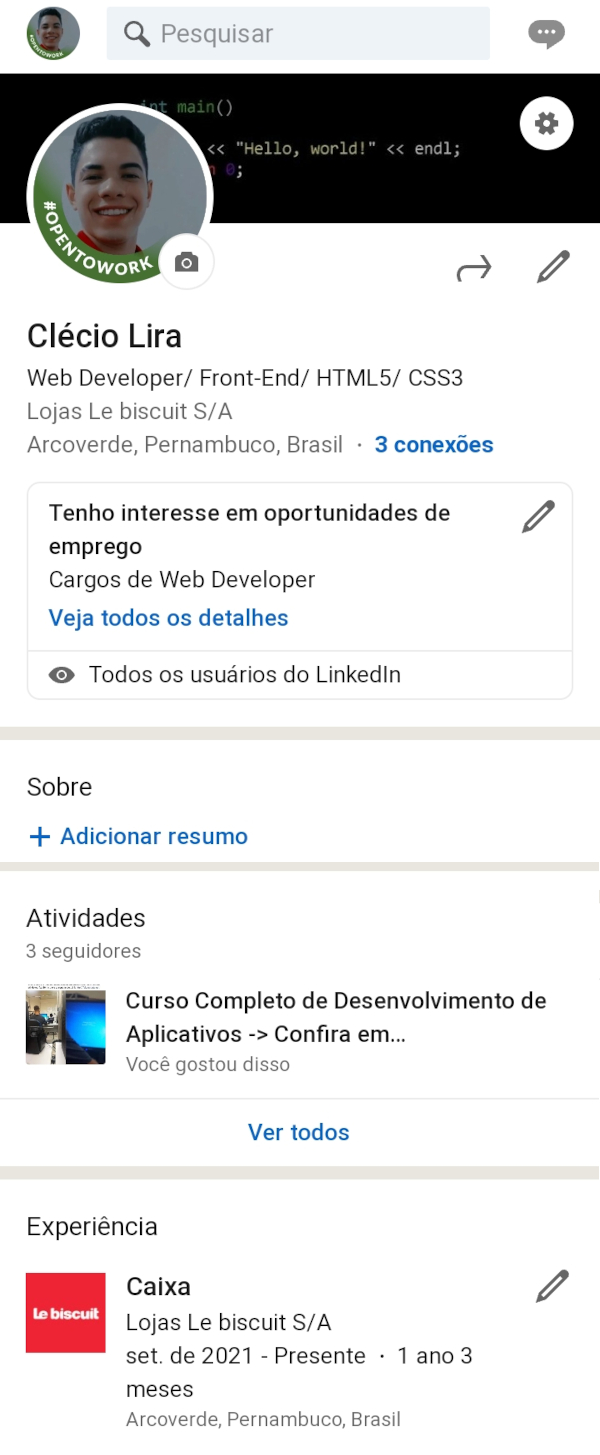 #OPENTOWORK
Pesquisar
int main()
<< "Hello, world!" << endl;
0;
#OPENTOWORK
Clécio Lira
Web Developer/ Front-End/ HTML5/ CSS3
Lojas Le biscuit S/A
Arcoverde, Pernambuco, Brasil · 3 conexões
Tenho interesse em oportunidades de
emprego
Cargos de Web Developer
Veja todos os detalhes
Todos os usuários do LinkedIn
Sobre
+ Adicionar resumo
Atividades
3 seguidores
Curso Completo de Desenvolvimento de
Aplicativos -> Confira em...
Você gostou disso
Ver todos
Experiência
Le biscuit
Caixa
Lojas Le biscuit S/A
set. de 2021 - Presente · 1 ano 3
meses
Arcoverde, Pernambuco, Brasil